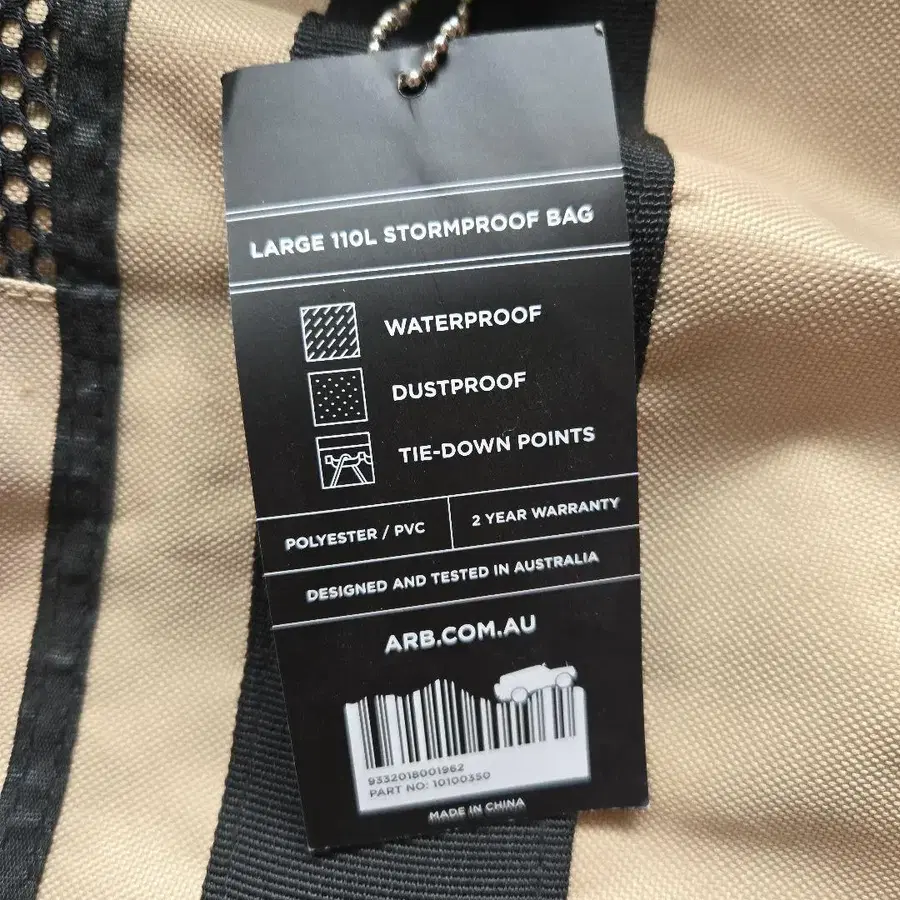 LARGE 110L STORMPROOF BAG
WATERPROOF
DUSTPROOF
TIE-DOWN POINTS
POLYESTER / PVC
2 YEAR WARRANTY
DESIGNED AND TESTED IN AUSTRALIA
ARB.COM.AU
9332018001962
PART NO: 10100350
MADE IN CHINA